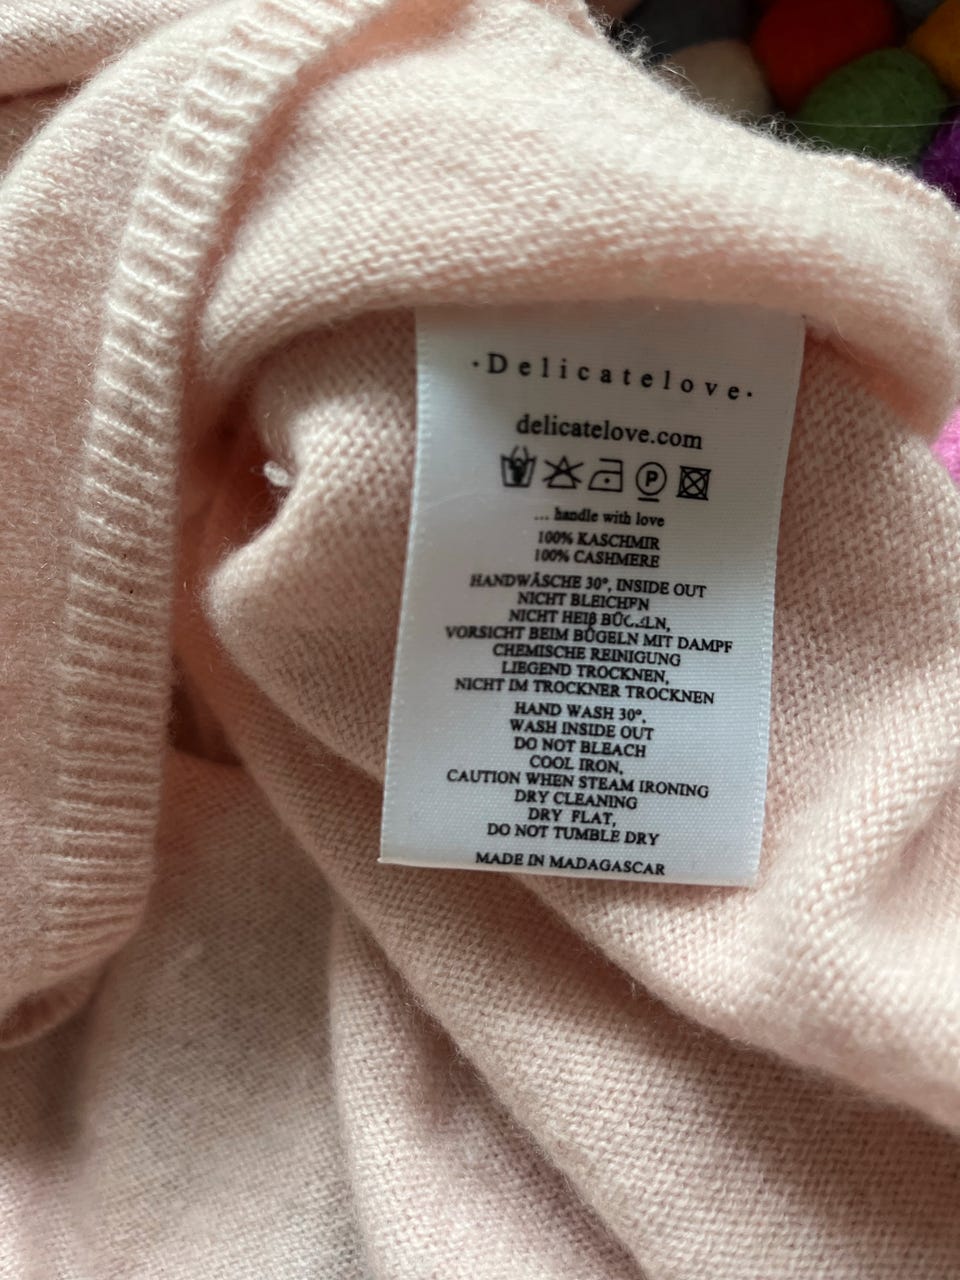 ·Delicatelove·
delicatelove.com
P
... handle with love
100% KASCHMIR
100% CASHMERE
HANDWÄSCHE 30°, INSIDE OUT
NICHT BLEICHEN
NICHT HEIß BÜGELN,
VORSICHT BEIM BÜGELN MIT DAMPF
CHEMISCHE REINIGUNG
LIEGEND TROCKNEN,
NICHT IM TROCKNER TROCKNEN
HAND WASH 30°,
WASH INSIDE OUT
DO NOT BLEACH
COOL IRON,
CAUTION WHEN STEAM IRONING
DRY CLEANING
DRY FLAT,
DO NOT TUMBLE DRY
MADE IN MADAGASCAR